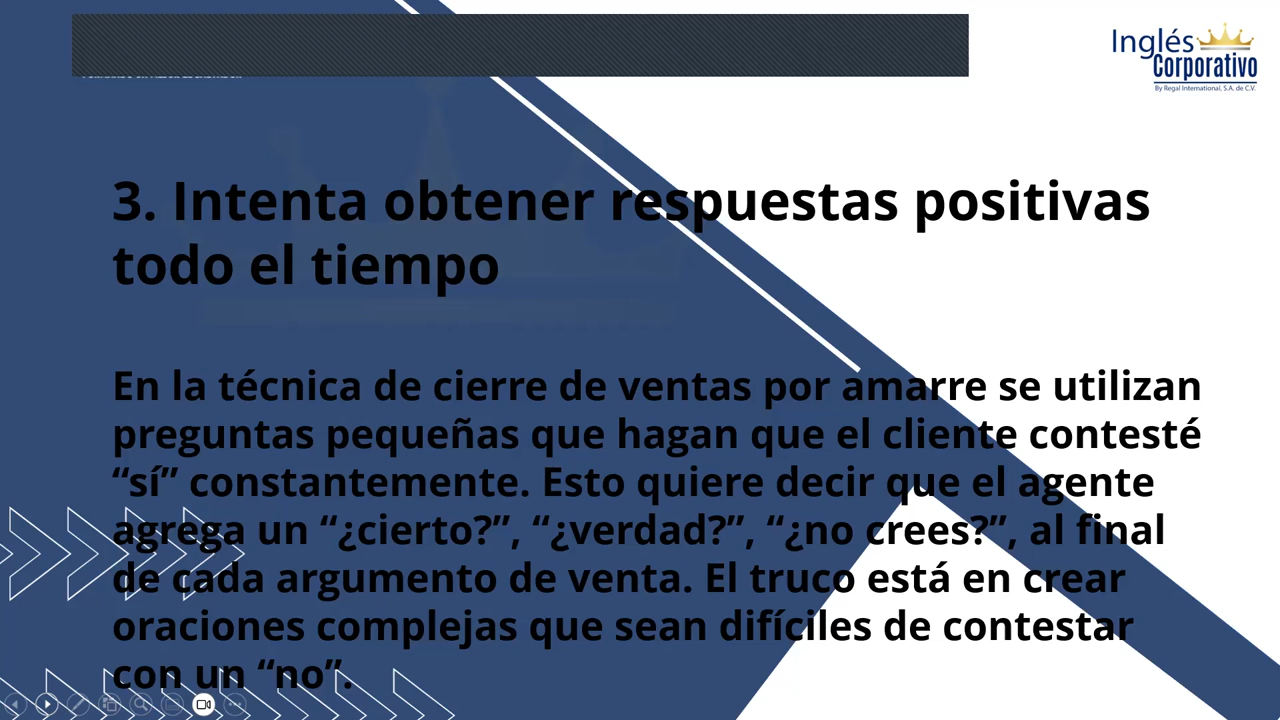 Inglés
Corporativo
By Regal International, S.A. de C.V.
3. Intenta obtener respuestas positivas
todo el tiempo
En la técnica de cierre de ventas por amarre se utilizan
preguntas pequeñas que hagan que el cliente contesté
“sí” constantemente. Esto quiere decir que el agente
agrega un “¿cierto?”, “¿verdad?”, “¿no crees?”, al final
de cada argumento de venta. El truco está en crear
oraciones complejas que sean difíciles de contestar
con un “no”.